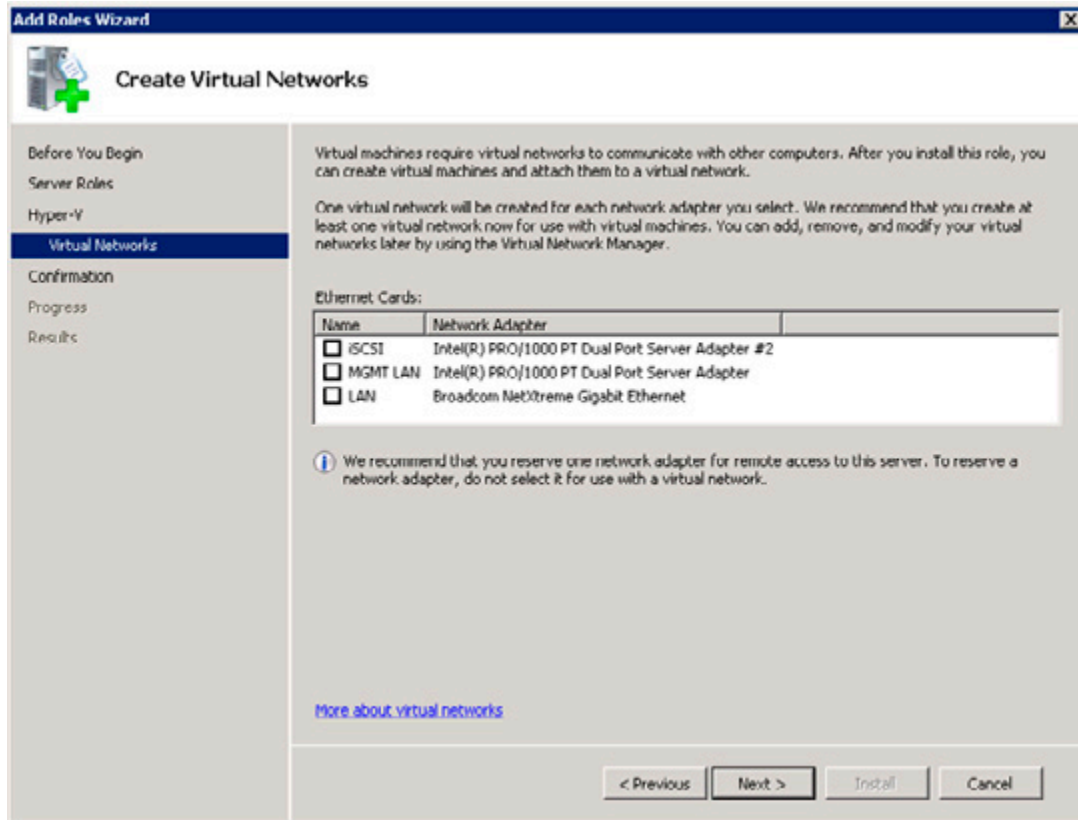 Add Roles Wizard
Create Virtual Networks
Before You Begin
Server Roles
Hyper-V
Virtual Networks
Confirmation
Progress
Results
Virtual machines require virtual networks to communicate with other computers. After you install this role, you
can create virtual machines and attach them to a virtual network.
One virtual network will be created for each network adapter you select. We recommend that you create at
least one virtual network now for use with virtual machines. You can add, remove, and modify your virtual
networks later by using the Virtual Network Manager.
Ethernet Cards:
Name Network Adapter
iSCSI Intel(R) PRO/1000 PT Dual Port Server Adapter #2
MGMT LAN Intel(R) PRO/1000 PT Dual Port Server Adapter
LAN Broadcom NetXtreme Gigabit Ethernet
We recommend that you reserve one network adapter for remote access to this server. To reserve a
network adapter, do not select it for use with a virtual network.
More about virtual networks
< Previous Next > Install Cancel